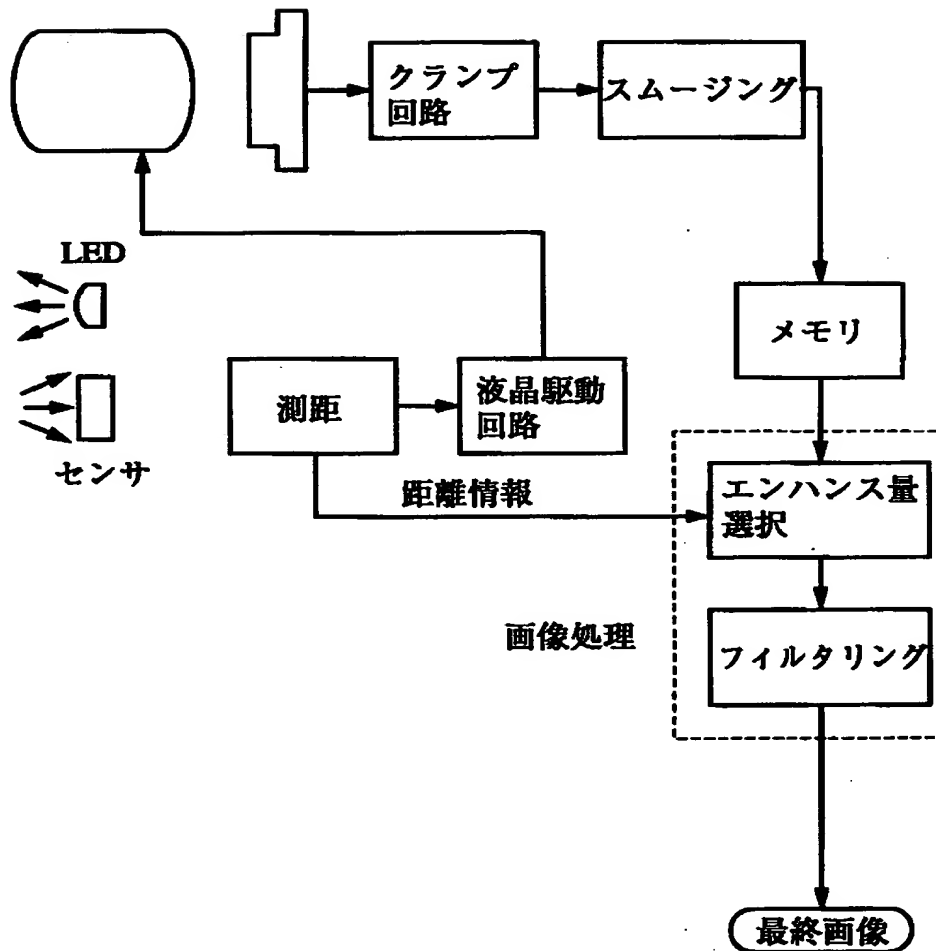 クランプ
回路
スムージング
LED
メモリ
測距
液晶駆動
回路
センサ
距離情報
エンハンス量
選択
画像処理
フィルタリング
最終画像